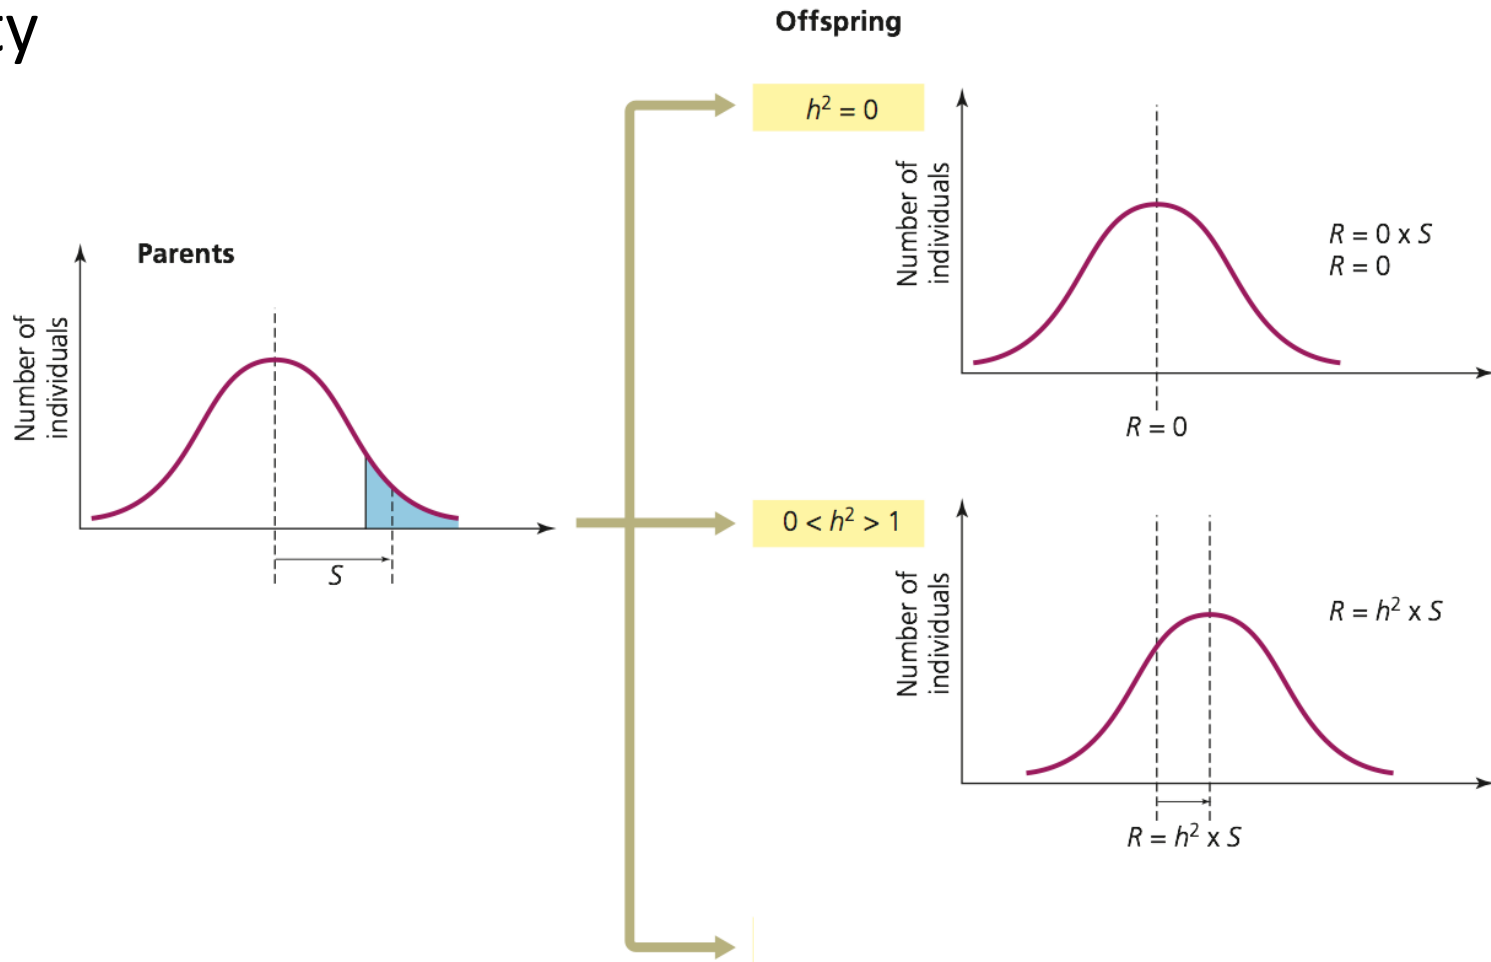 ty
Offspring
h² = 0
Number of
individuals
R = 0 x S
R = 0
R = 0
Parents
Number of
individuals
S
0 < h² > 1
Number of
individuals
R = h² x S
R = h² x S